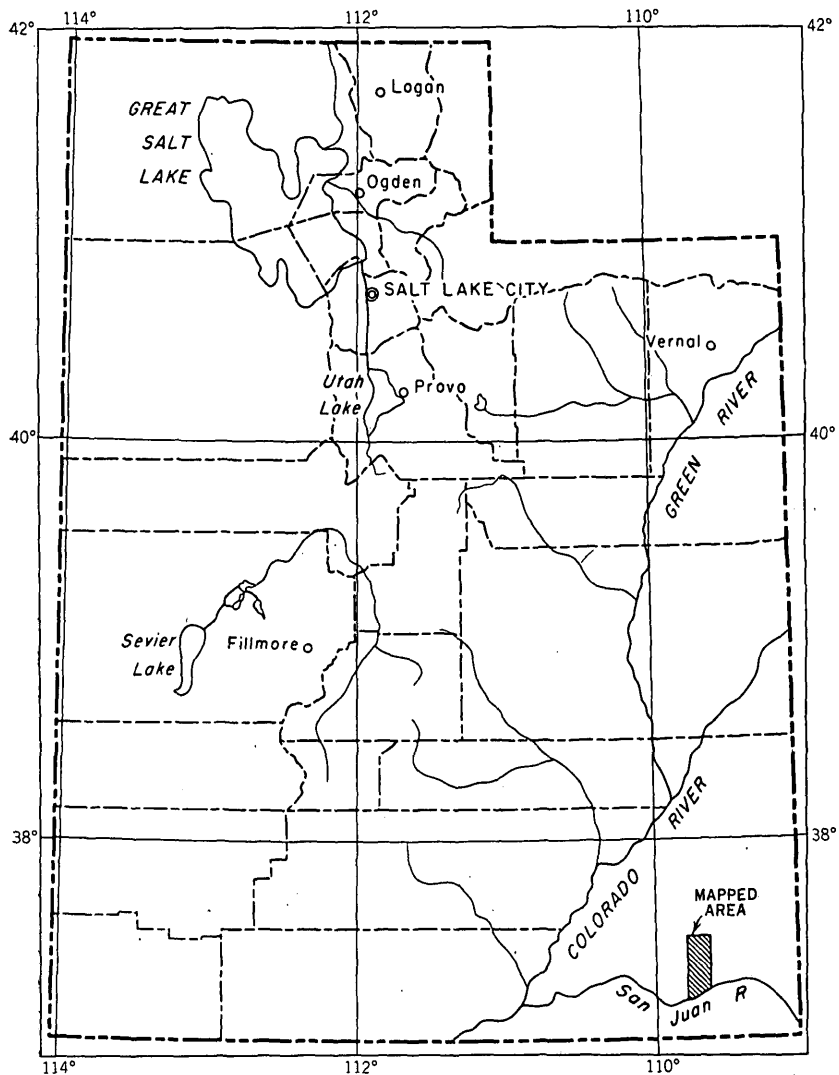 42° 112° 110° 42°
114°
Logan
GREAT
SALT
LAKE
Ogden
SALT LAKE CITY
Vernal
Utah
Lake
Provo
RIVER
GREEN
40° 40°
Sevier
Lake
Fillmore
RIVER
COLORADO
38° 38°
MAPPED
AREA
San Juan R
114° 112° 110°